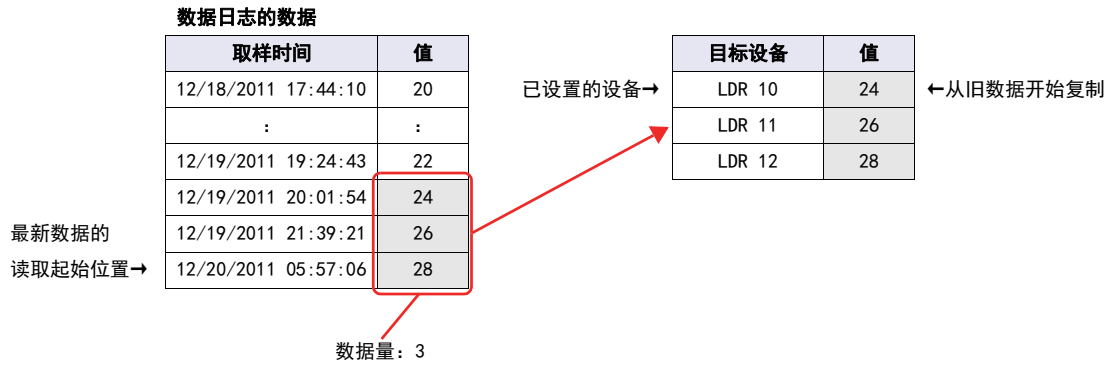 数据日志的数据
取样时间 值
12/18/2011 17:44:10 20
: :
12/19/2011 19:24:43 22
12/19/2011 20:01:54 24
12/19/2011 21:39:21 26
12/20/2011 05:57:06 28
最新数据的
读取起始位置→
数据量：3
目标设备 值
已设置的设备→ LDR 10 24 ←从旧数据开始复制
LDR 11 26
LDR 12 28